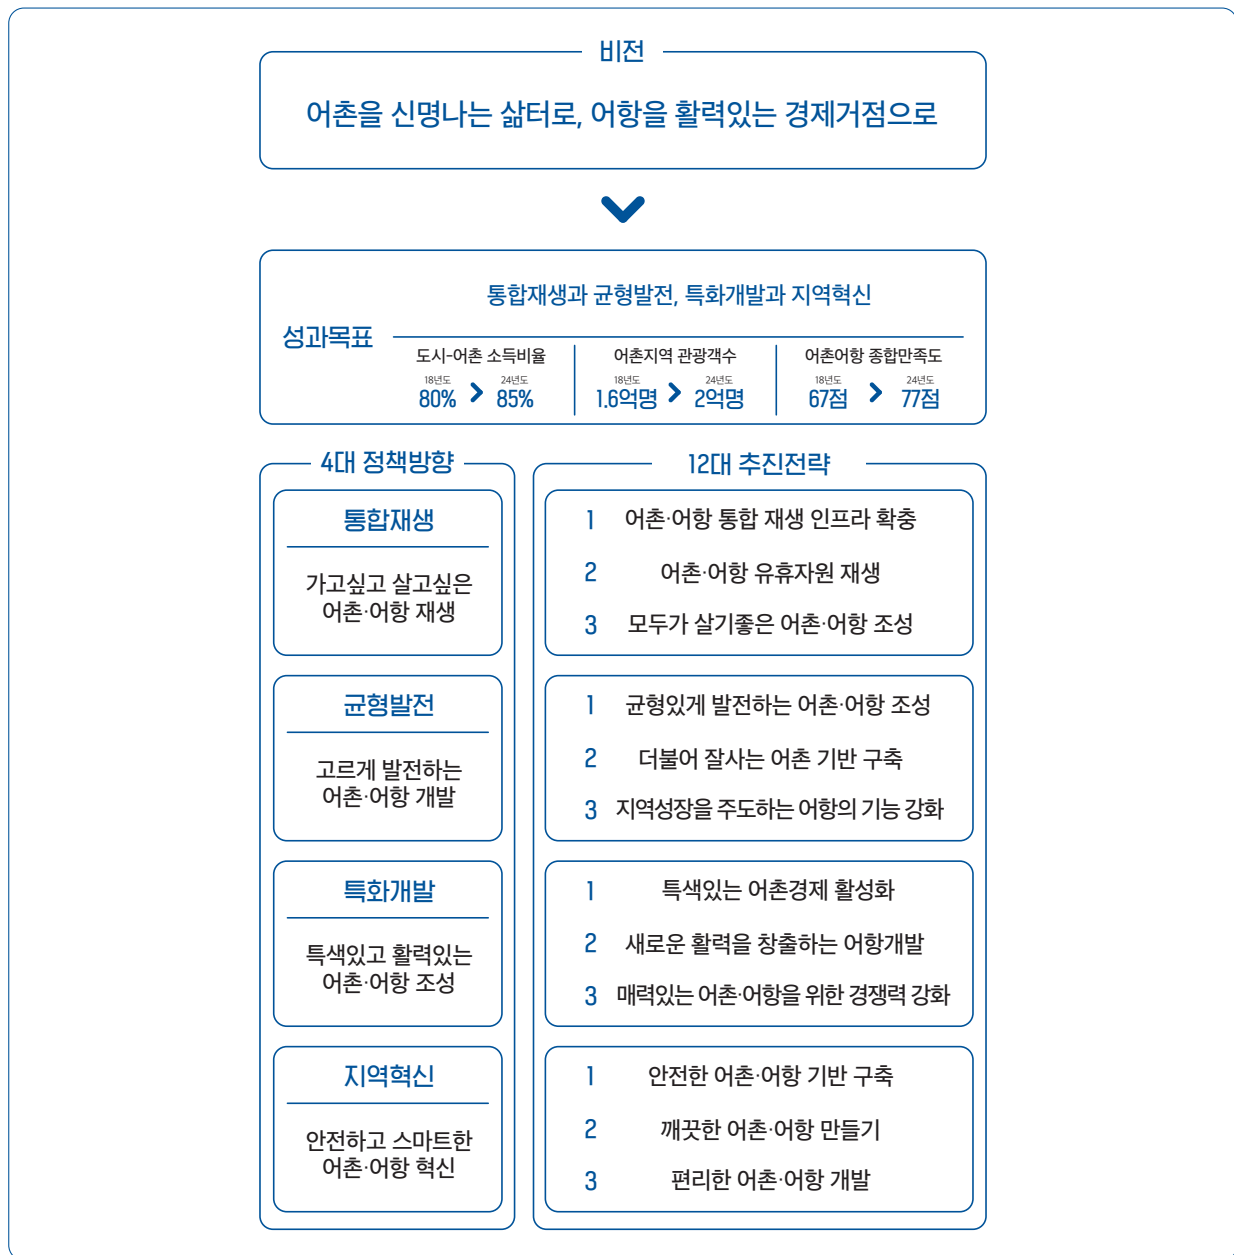 비전
어촌을 신명나는 삶터로, 어항을 활력있는 경제거점으로
통합재생과 균형발전, 특화개발과 지역혁신
성과목표
도시-어촌 소득비율
18년도 24년도
80% 85%
어촌지역 관광객수
18년도 24년도
1.6억명 2억명
어촌어항 종합만족도
18년도 24년도
67점 77점
4대 정책방향
12대 추진전략
통합재생
가고싶고 살고싶은
어촌·어항 재생
1 어촌·어항 통합 재생 인프라 확충
2 어촌·어항 유휴자원 재생
3 모두가 살기좋은 어촌·어항 조성
균형발전
고르게 발전하는
어촌·어항 개발
1 균형있게 발전하는 어촌·어항 조성
2 더불어 잘사는 어촌 기반 구축
3 지역성장을 주도하는 어항의 기능 강화
특화개발
특색있고 활력있는
어촌·어항 조성
1 특색있는 어촌경제 활성화
2 새로운 활력을 창출하는 어항개발
3 매력있는 어촌·어항을 위한 경쟁력 강화
지역혁신
안전하고 스마트한
어촌·어항 혁신
1 안전한 어촌·어항 기반 구축
2 깨끗한 어촌·어항 만들기
3 편리한 어촌·어항 개발